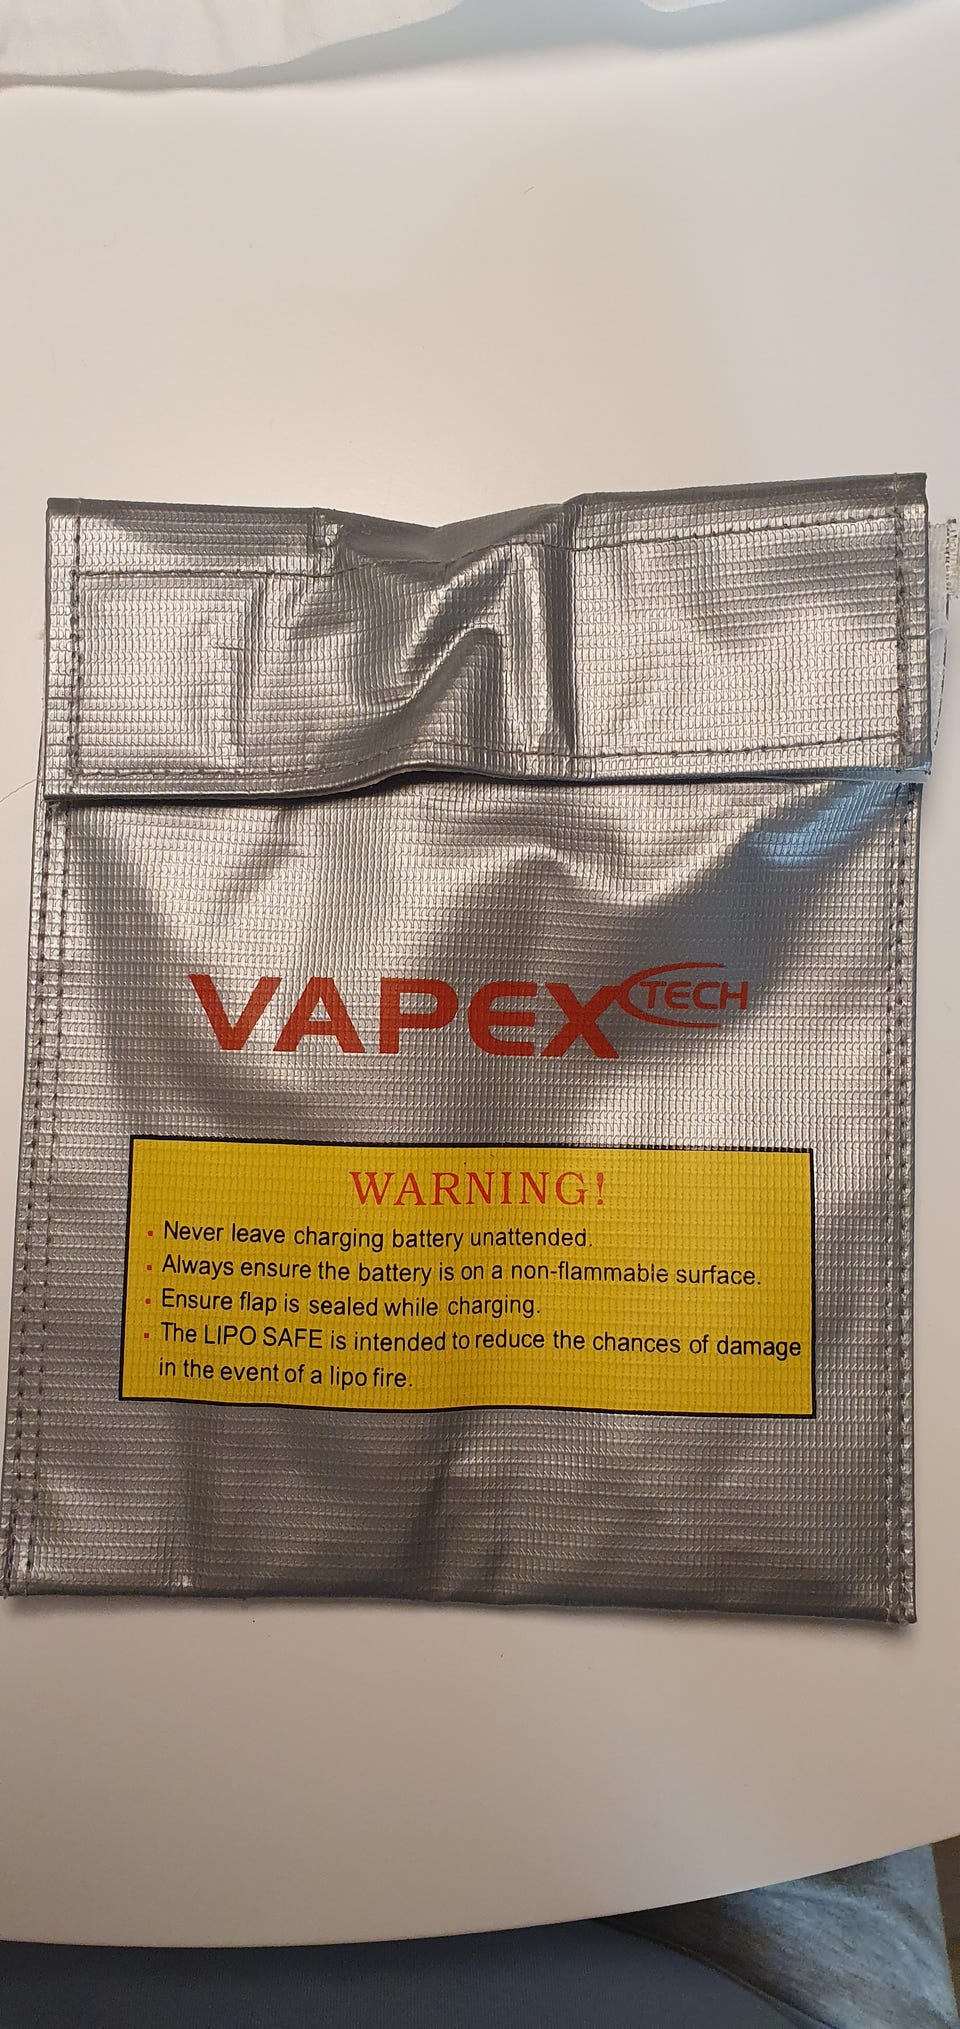 VAPEX TECH
WARNING!
· Never leave charging battery unattended.
· Always ensure the battery is on a non-flammable surface.
· Ensure flap is sealed while charging.
· The LIPO SAFE is intended to reduce the chances of damage
in the event of a lipo fire.